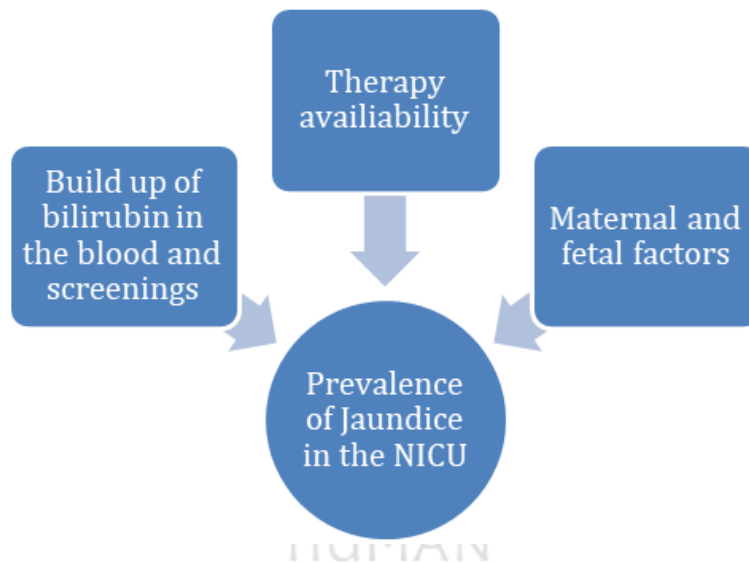 Therapy
availiability
Build up of
bilirubin in
the blood and
screenings
Maternal and
fetal factors
Prevalence
of Jaundice
in the NICU
HUMAN